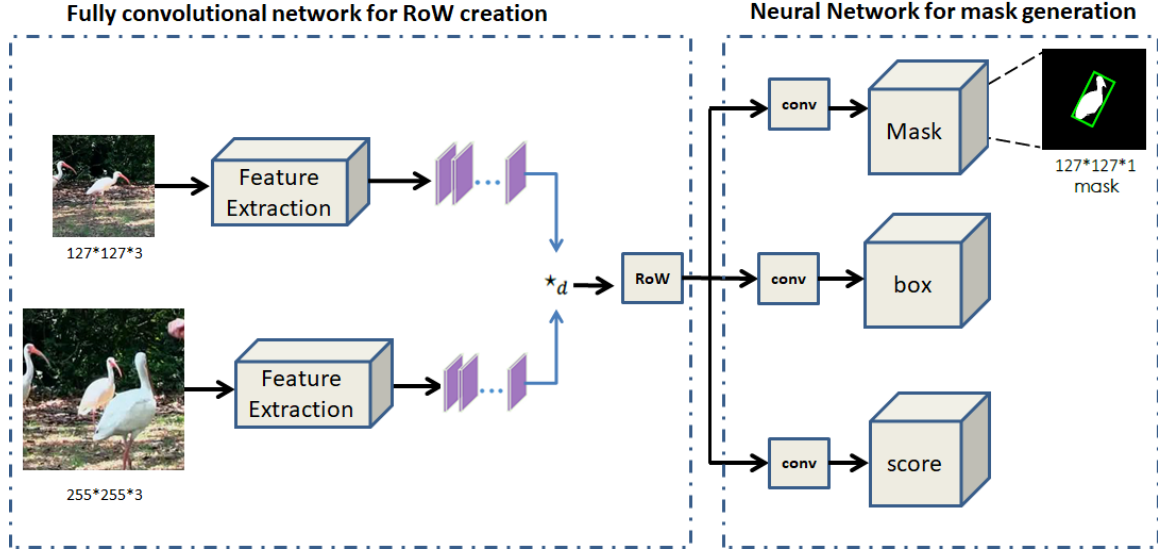 Fully convolutional network for RoW creation
Neural Network for mask generation
127*127*3
Feature
Extraction
255*255*3
Feature
Extraction
⋆d
RoW
conv
Mask
127*127*1
mask
conv
box
conv
score